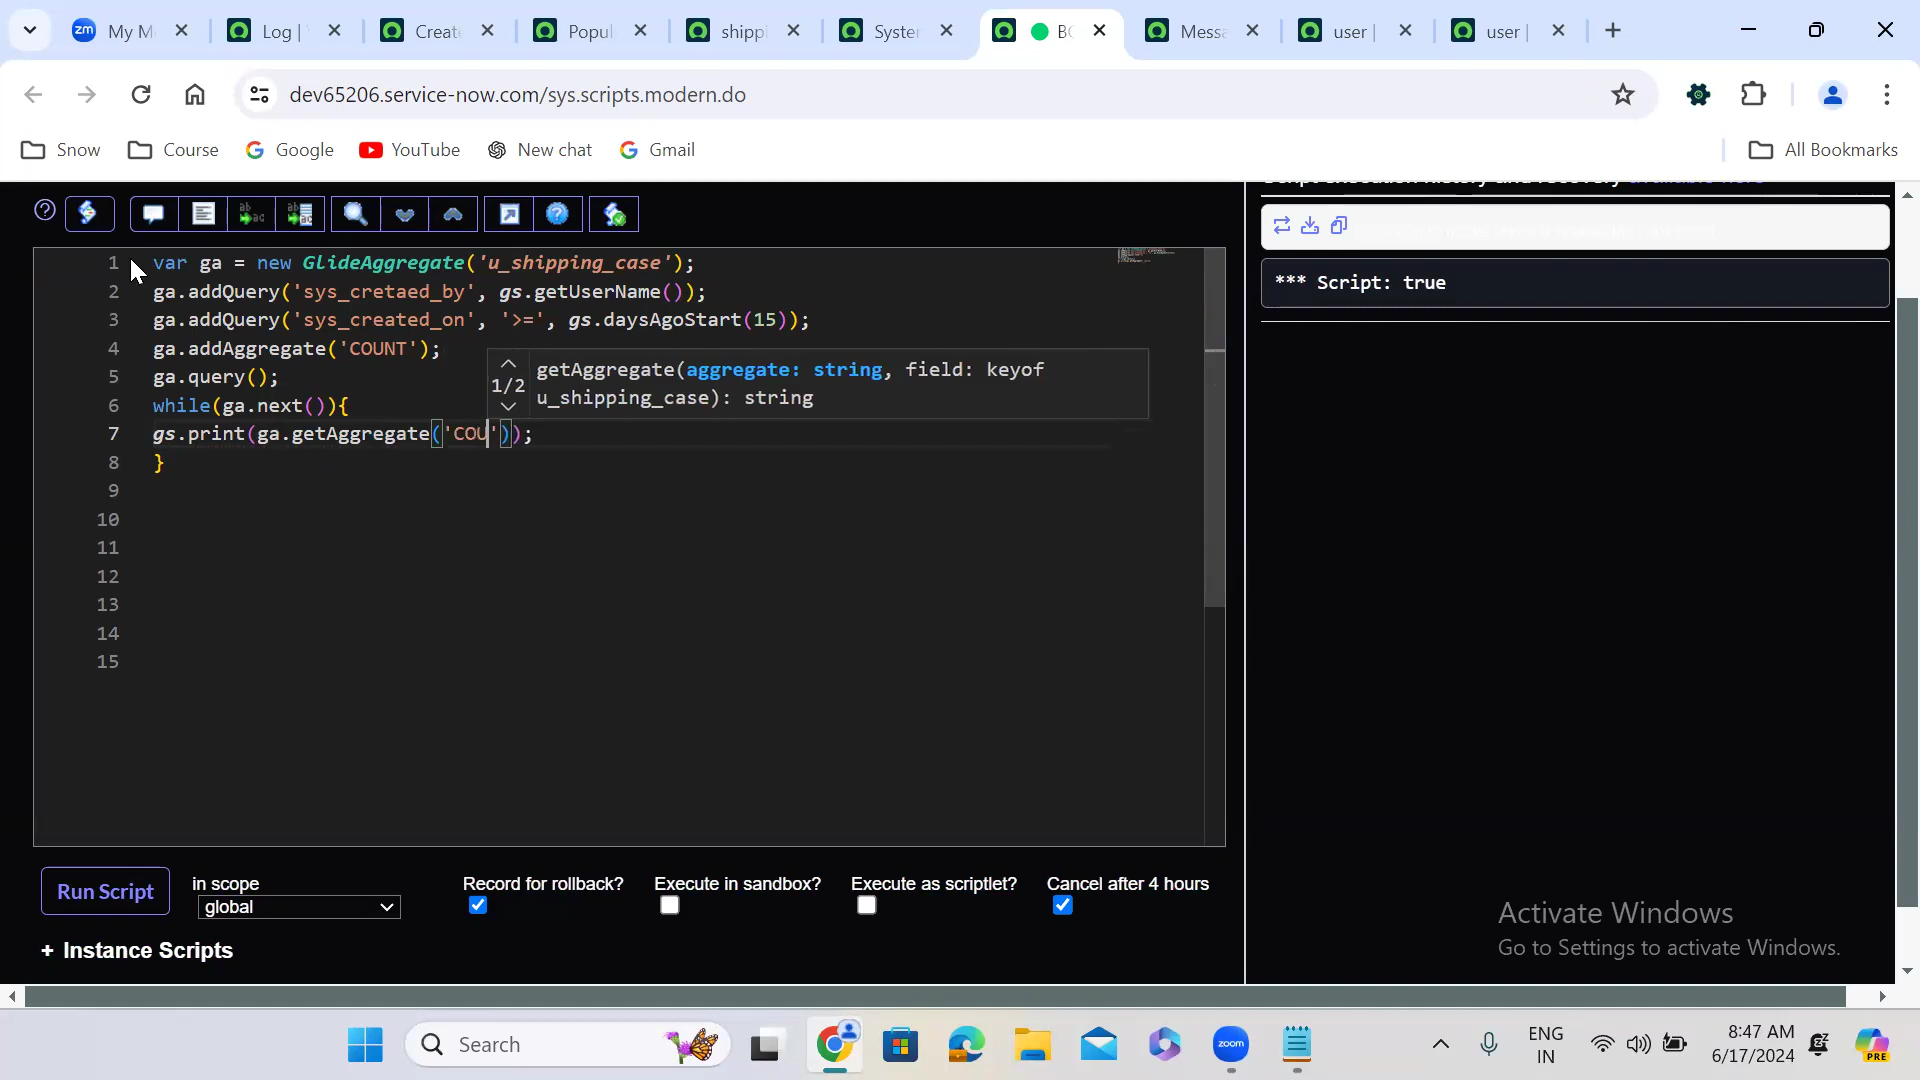 My M
Log |
Creat
Popul
shippi
Syster
BG
Messa
user |
user |
dev65206.service-now.com/sys.scripts.modern.do
Snow
Course
Google
YouTube
New chat
Gmail
All Bookmarks
1 var ga = new GlideAggregate('u_shipping_case');
2 ga.addQuery('sys_cretaed_by', gs.getUserName());
3 ga.addQuery('sys_created_on', '>=', gs.daysAgoStart(15));
4 ga.addAggregate('COUNT');
5 ga.query();
6 while(ga.next()){
7 gs.print(ga.getAggregate('COU'));
8 }
9
10
11
12
13
14
15
1/2
getAggregate(aggregate: string, field: keyof
u_shipping_case): string
*** Script: true
Run Script
in scope
global
Record for rollback?
Execute in sandbox?
Execute as scriptlet?
Cancel after 4 hours
+ Instance Scripts
Activate Windows
Go to Settings to activate Windows.
Search
zoom
ENG
IN
8:47 AM
6/17/2024
PRE